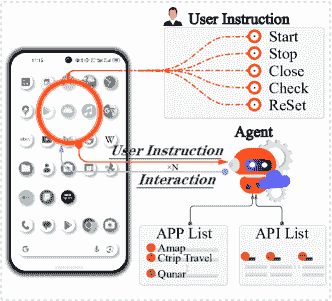 User Instruction
Start
Stop
Close
Check
ReSet
Agent
User Instruction
×N
Interaction
APP List
Amap
Ctrip Travel
Qunar
API List